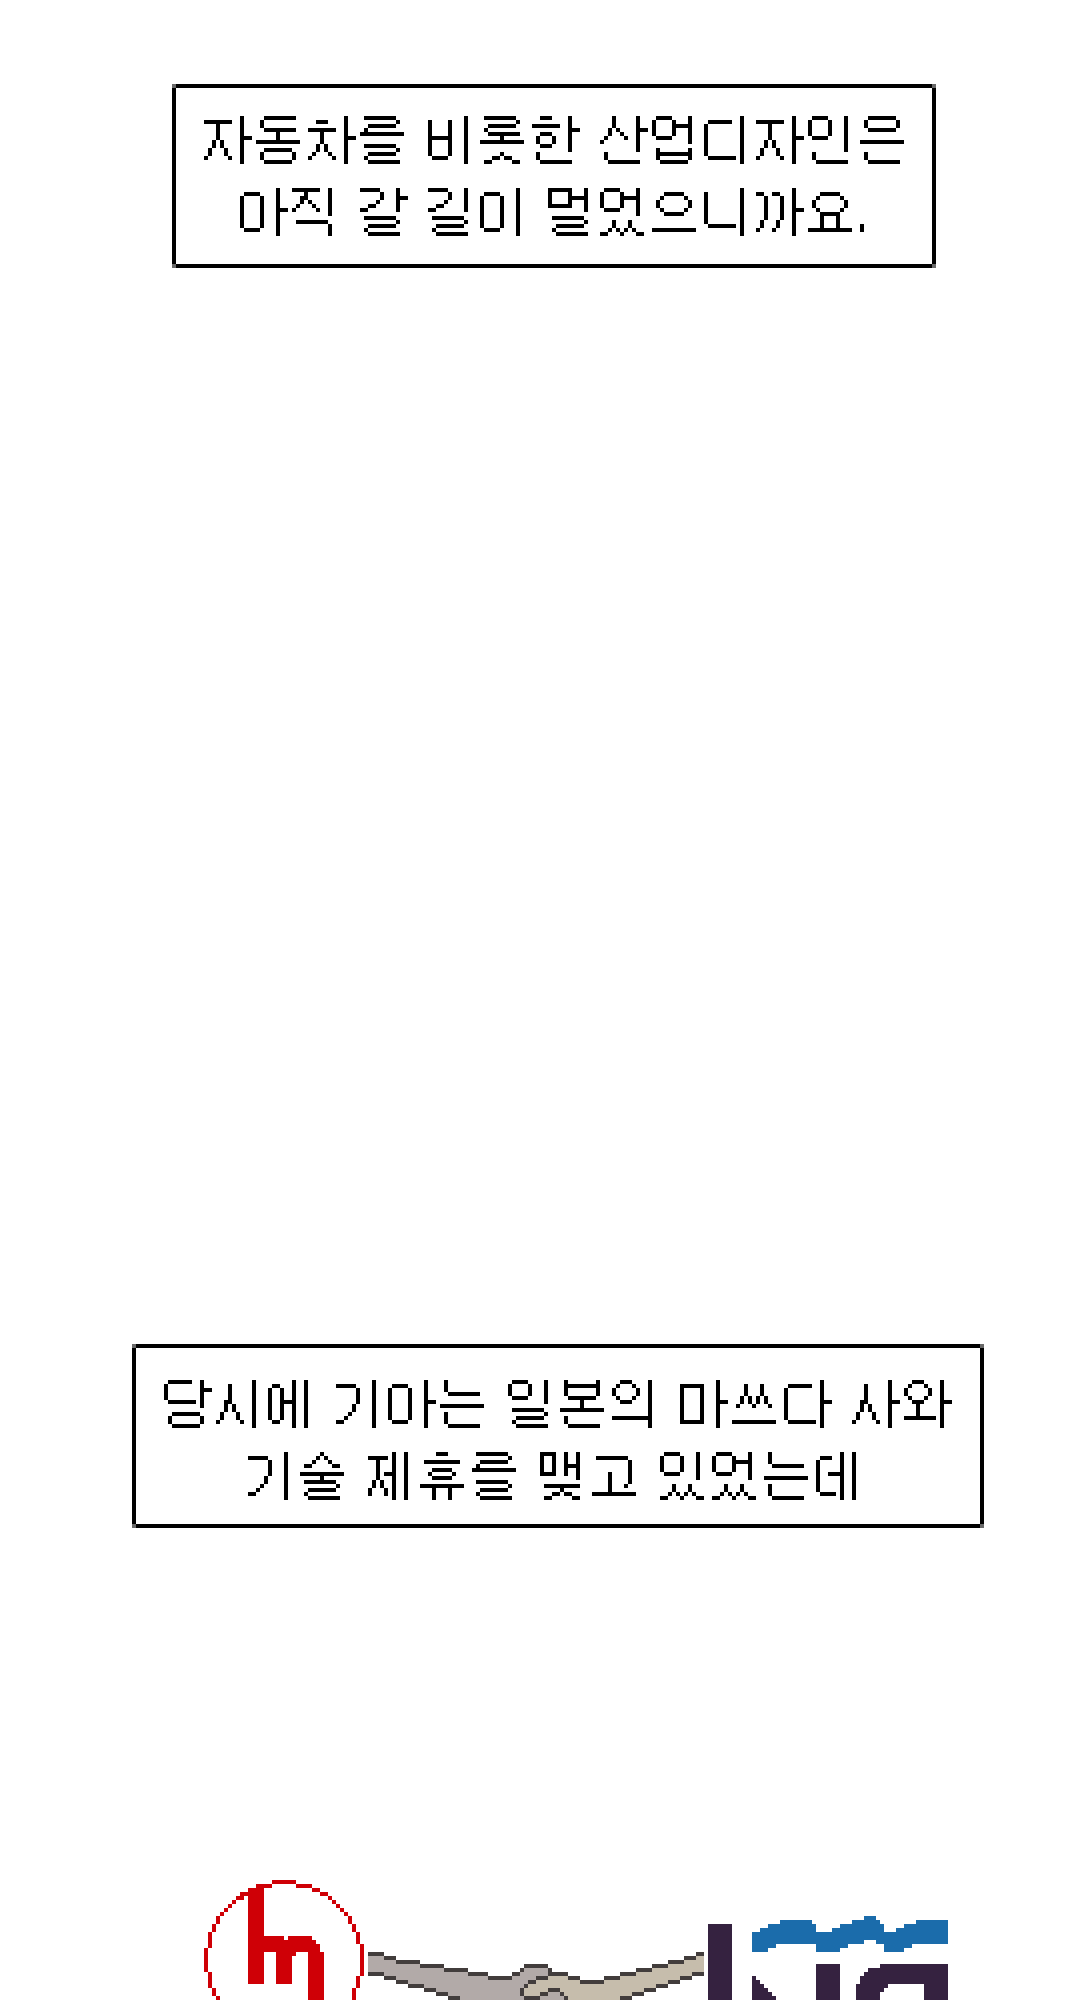 자동차를 비롯한 산업디자인은
아직 갈 길이 멀었으니까요.
당시에 기아는 일본의 마쓰다 사와
기술 제휴를 맺고 있었는데